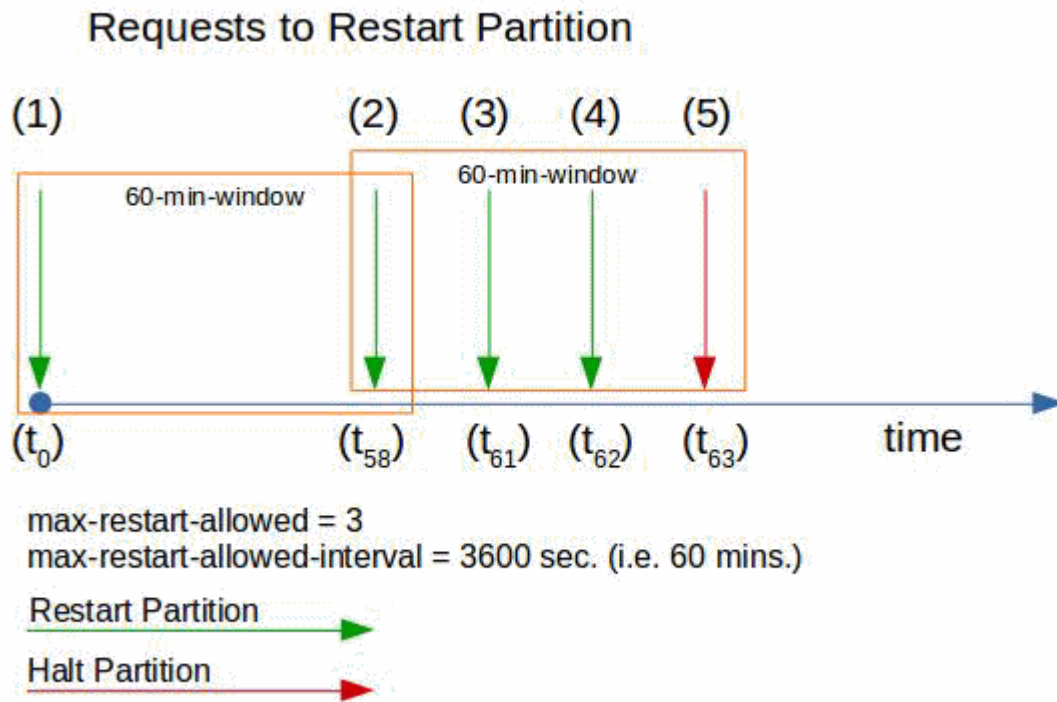 Requests to Restart Partition
(1) (2) (3) (4) (5)
60-min-window 60-min-window
(t0) (t58) (t61) (t62) (t63) time
max-restart-allowed = 3
max-restart-allowed-interval = 3600 sec. (i.e. 60 mins.)
Restart Partition
Halt Partition